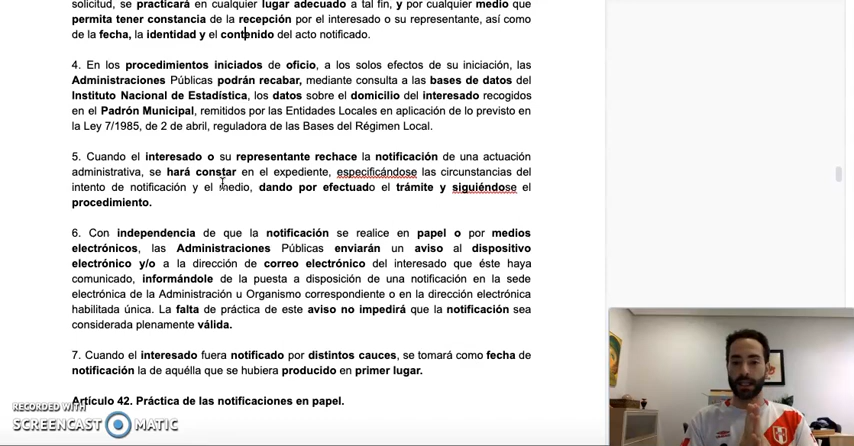 solicitud, se practicará en cualquier lugar adecuado a tal fin, y por cualquier medio que
permita tener constancia de la recepción por el interesado o su representante, así como
de la fecha, la identidad y el contenido del acto notificado.
4. En los procedimientos iniciados de oficio, a los solos efectos de su iniciación, las
Administraciones Públicas podrán recabar, mediante consulta a las bases de datos del
Instituto Nacional de Estadística, los datos sobre el domicilio del interesado recogidos
en el Padrón Municipal, remitidos por las Entidades Locales en aplicación de lo previsto en
la Ley 7/1985, de 2 de abril, reguladora de las Bases del Régimen Local.
5. Cuando el interesado o su representante rechace la notificación de una actuación
administrativa, se hará constar en el expediente, especificándose las circunstancias del
intento de notificación y el medio, dando por efectuado el trámite y siguiéndose el
procedimiento.
6. Con independencia de que la notificación se realice en papel o por medios
electrónicos, las Administraciones Públicas enviarán un aviso al dispositivo
electrónico y/o a la dirección de correo electrónico del interesado que éste haya
comunicado, informándole de la puesta a disposición de una notificación en la sede
electrónica de la Administración u Organismo correspondiente o en la dirección electrónica
habilitada única. La falta de práctica de este aviso no impedirá que la notificación sea
considerada plenamente válida.
7. Cuando el interesado fuera notificado por distintos cauces, se tomará como fecha de
notificación la de aquélla que se hubiera producido en primer lugar.
Artículo 42. Práctica de las notificaciones en papel.
RECORDED WITH
SCREENCAST MATIC